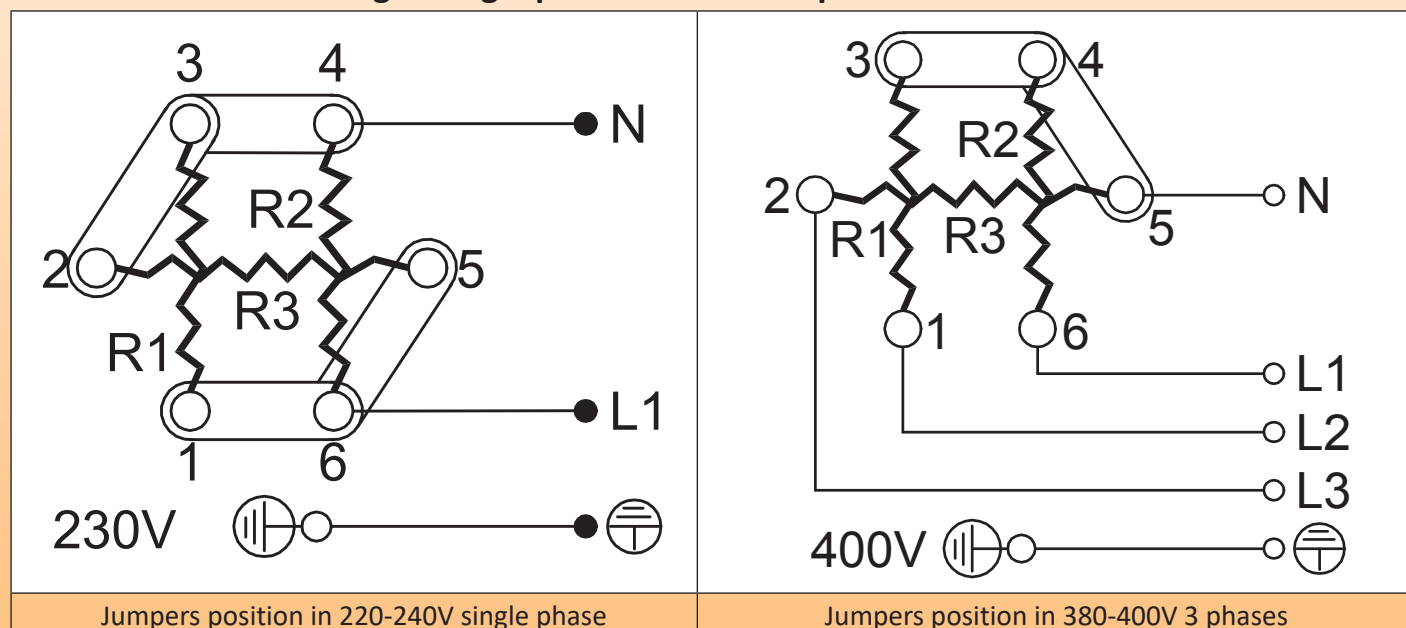 3 4
N
R2
2 5
R3
R1
L1
1 6
230V
Jumpers position in 220-240V single phase
3 4
R2
2 N
R1 R3 5
1 6
L1
L2
L3
400V
Jumpers position in 380-400V 3 phases